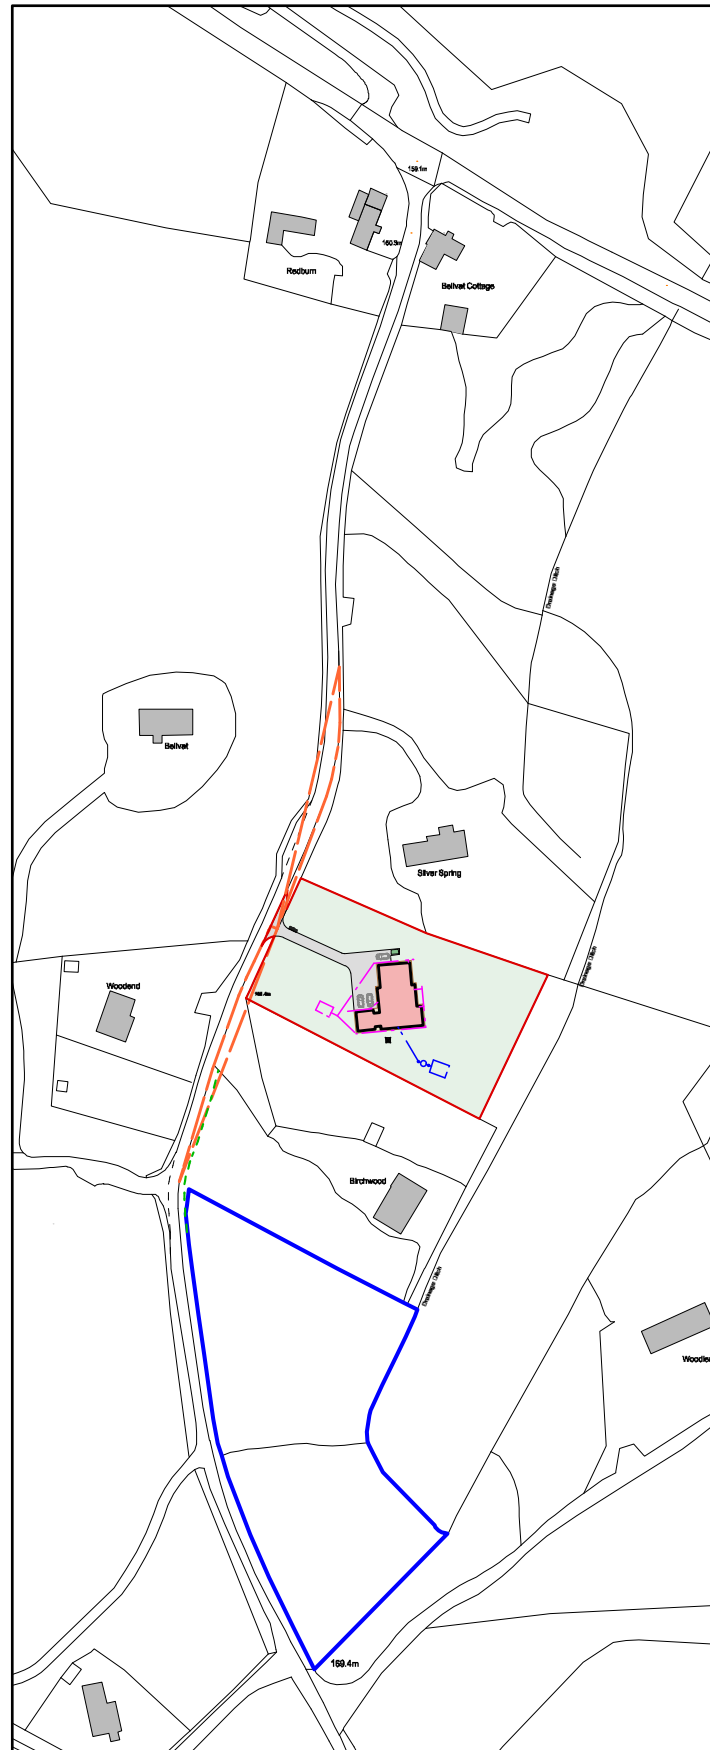 159.1m
160.3m
Redburn
Bellvat Cottage
Drainage Ditch
Bellvat
Silver Spring
Drainage Ditch
Woodend
Birchwood
Drainage Ditch
169.4m